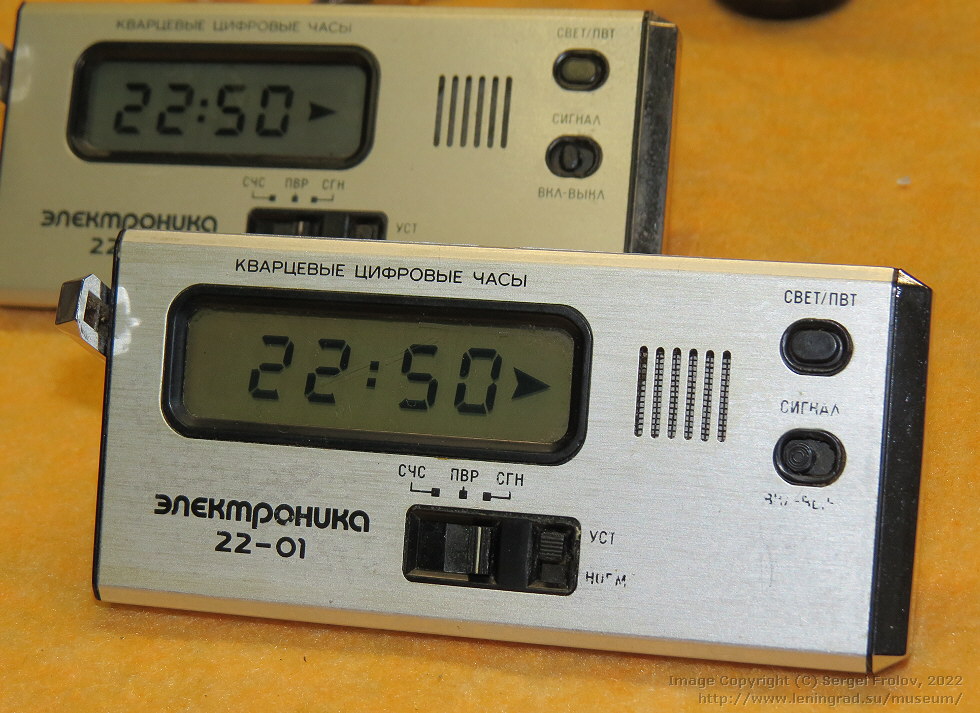 КВАРЦЕВЫЕ ЦИФРОВЫЕ ЧАСЫ
СВЕТ/ПВТ
22:50
СИГНАЛ
ВКЛ-ВЫКЛ
СЧС ПВР СГН
УСТ
ЭЛЕКТРОНИКА
22
КВАРЦЕВЫЕ ЦИФРОВЫЕ ЧАСЫ
СВЕТ/ПВТ
22:50
СИГНАЛ
СЧС ПВР СГН
ЭЛЕКТРОНИКА
22-01
УСТ
Image Copyright (C) Sergei Frolov, 2022
http://www.leningrad.su/museum/